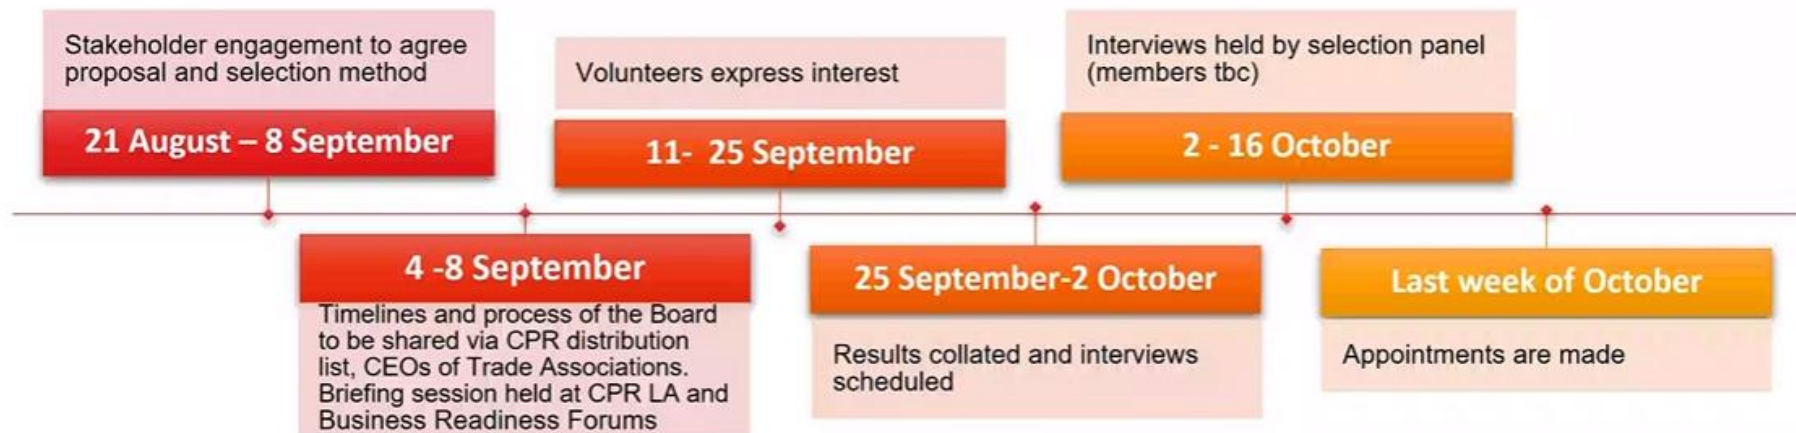 Stakeholder engagement to agree
proposal and selection method
21 August – 8 September
4 -8 September
Timelines and process of the Board
to be shared via CPR distribution
list, CEOs of Trade Associations.
Briefing session held at CPR LA and
Business Readiness Forums
Volunteers express interest
11- 25 September
25 September-2 October
Results collated and interviews
scheduled
Interviews held by selection panel
(members tbc)
2 - 16 October
Last week of October
Appointments are made